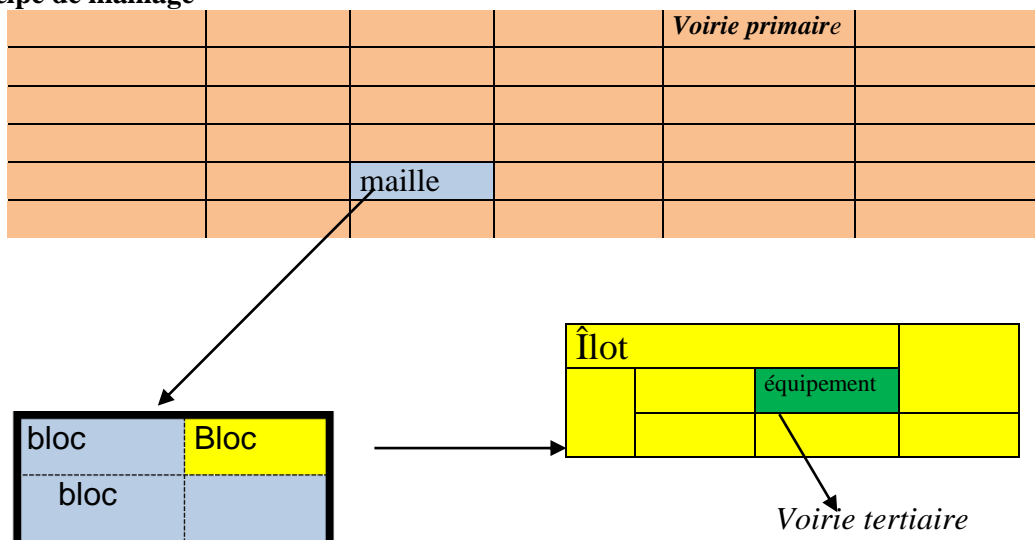 Voirie primaire
maille
Îlot
équipement
bloc Bloc
bloc
Voirie tertiaire